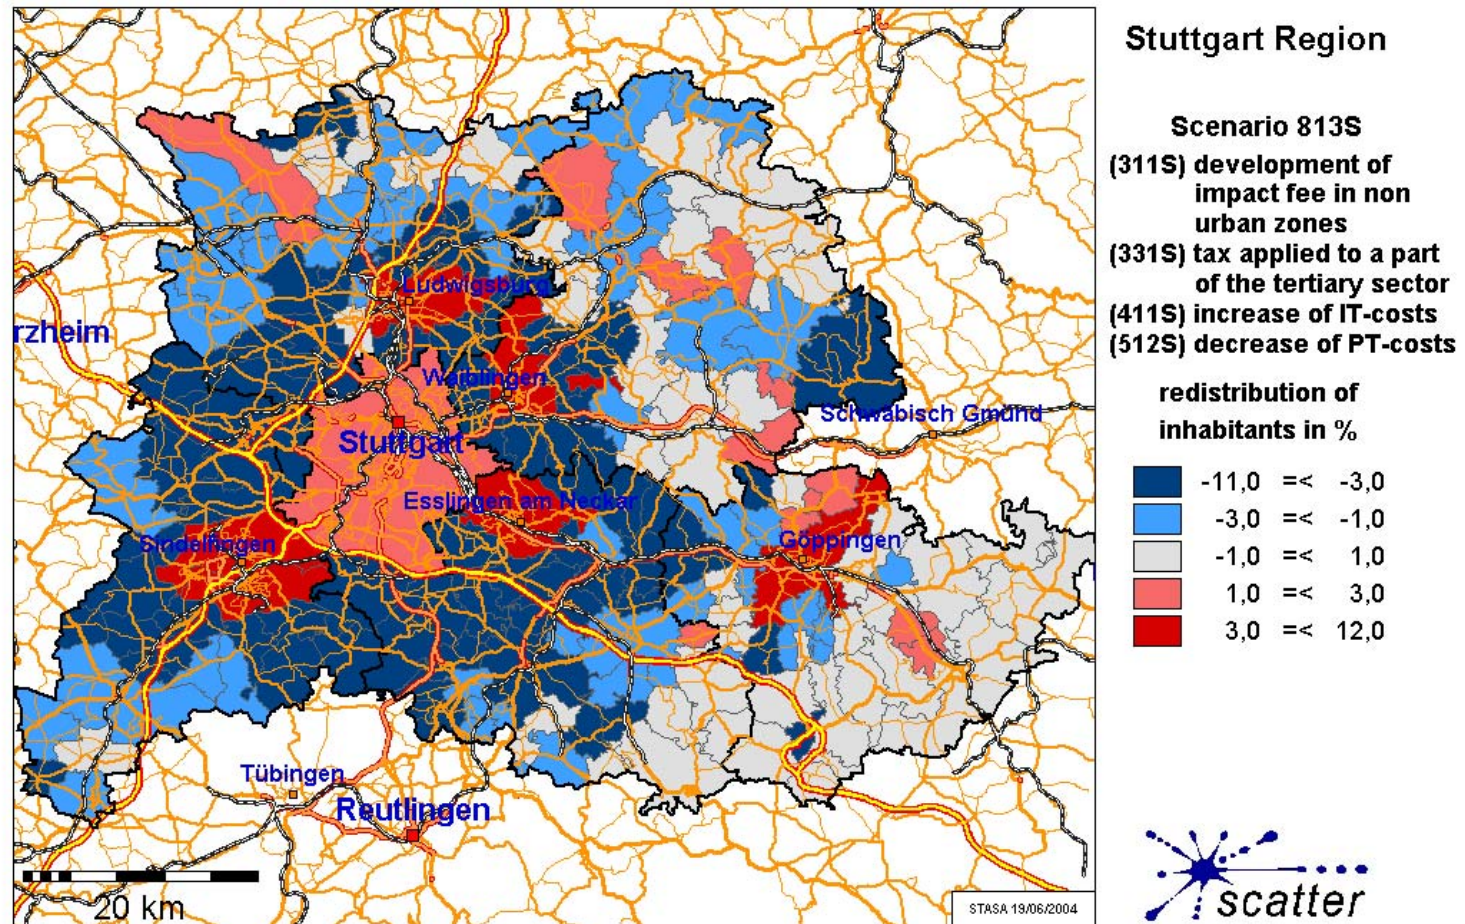 Stuttgart Region
Scenario 813S
(311S) development of
impact fee in non
urban zones
(331S) tax applied to a part
of the tertiary sector
(411S) increase of IT-costs
(512S) decrease of PT-costs
redistribution of
inhabitants in %
-11,0 =< -3,0
-3,0 =< -1,0
-1,0 =< 1,0
1,0 =< 3,0
3,0 =< 12,0
Ludwigsburg
rzheim
Waiblingen
Schwäbisch Gmünd
Stuttgart
Esslingen am Neckar
Sindelfingen
Göppingen
Tübingen
Reutlingen
20 km
STASA 19/06/2004
scatter